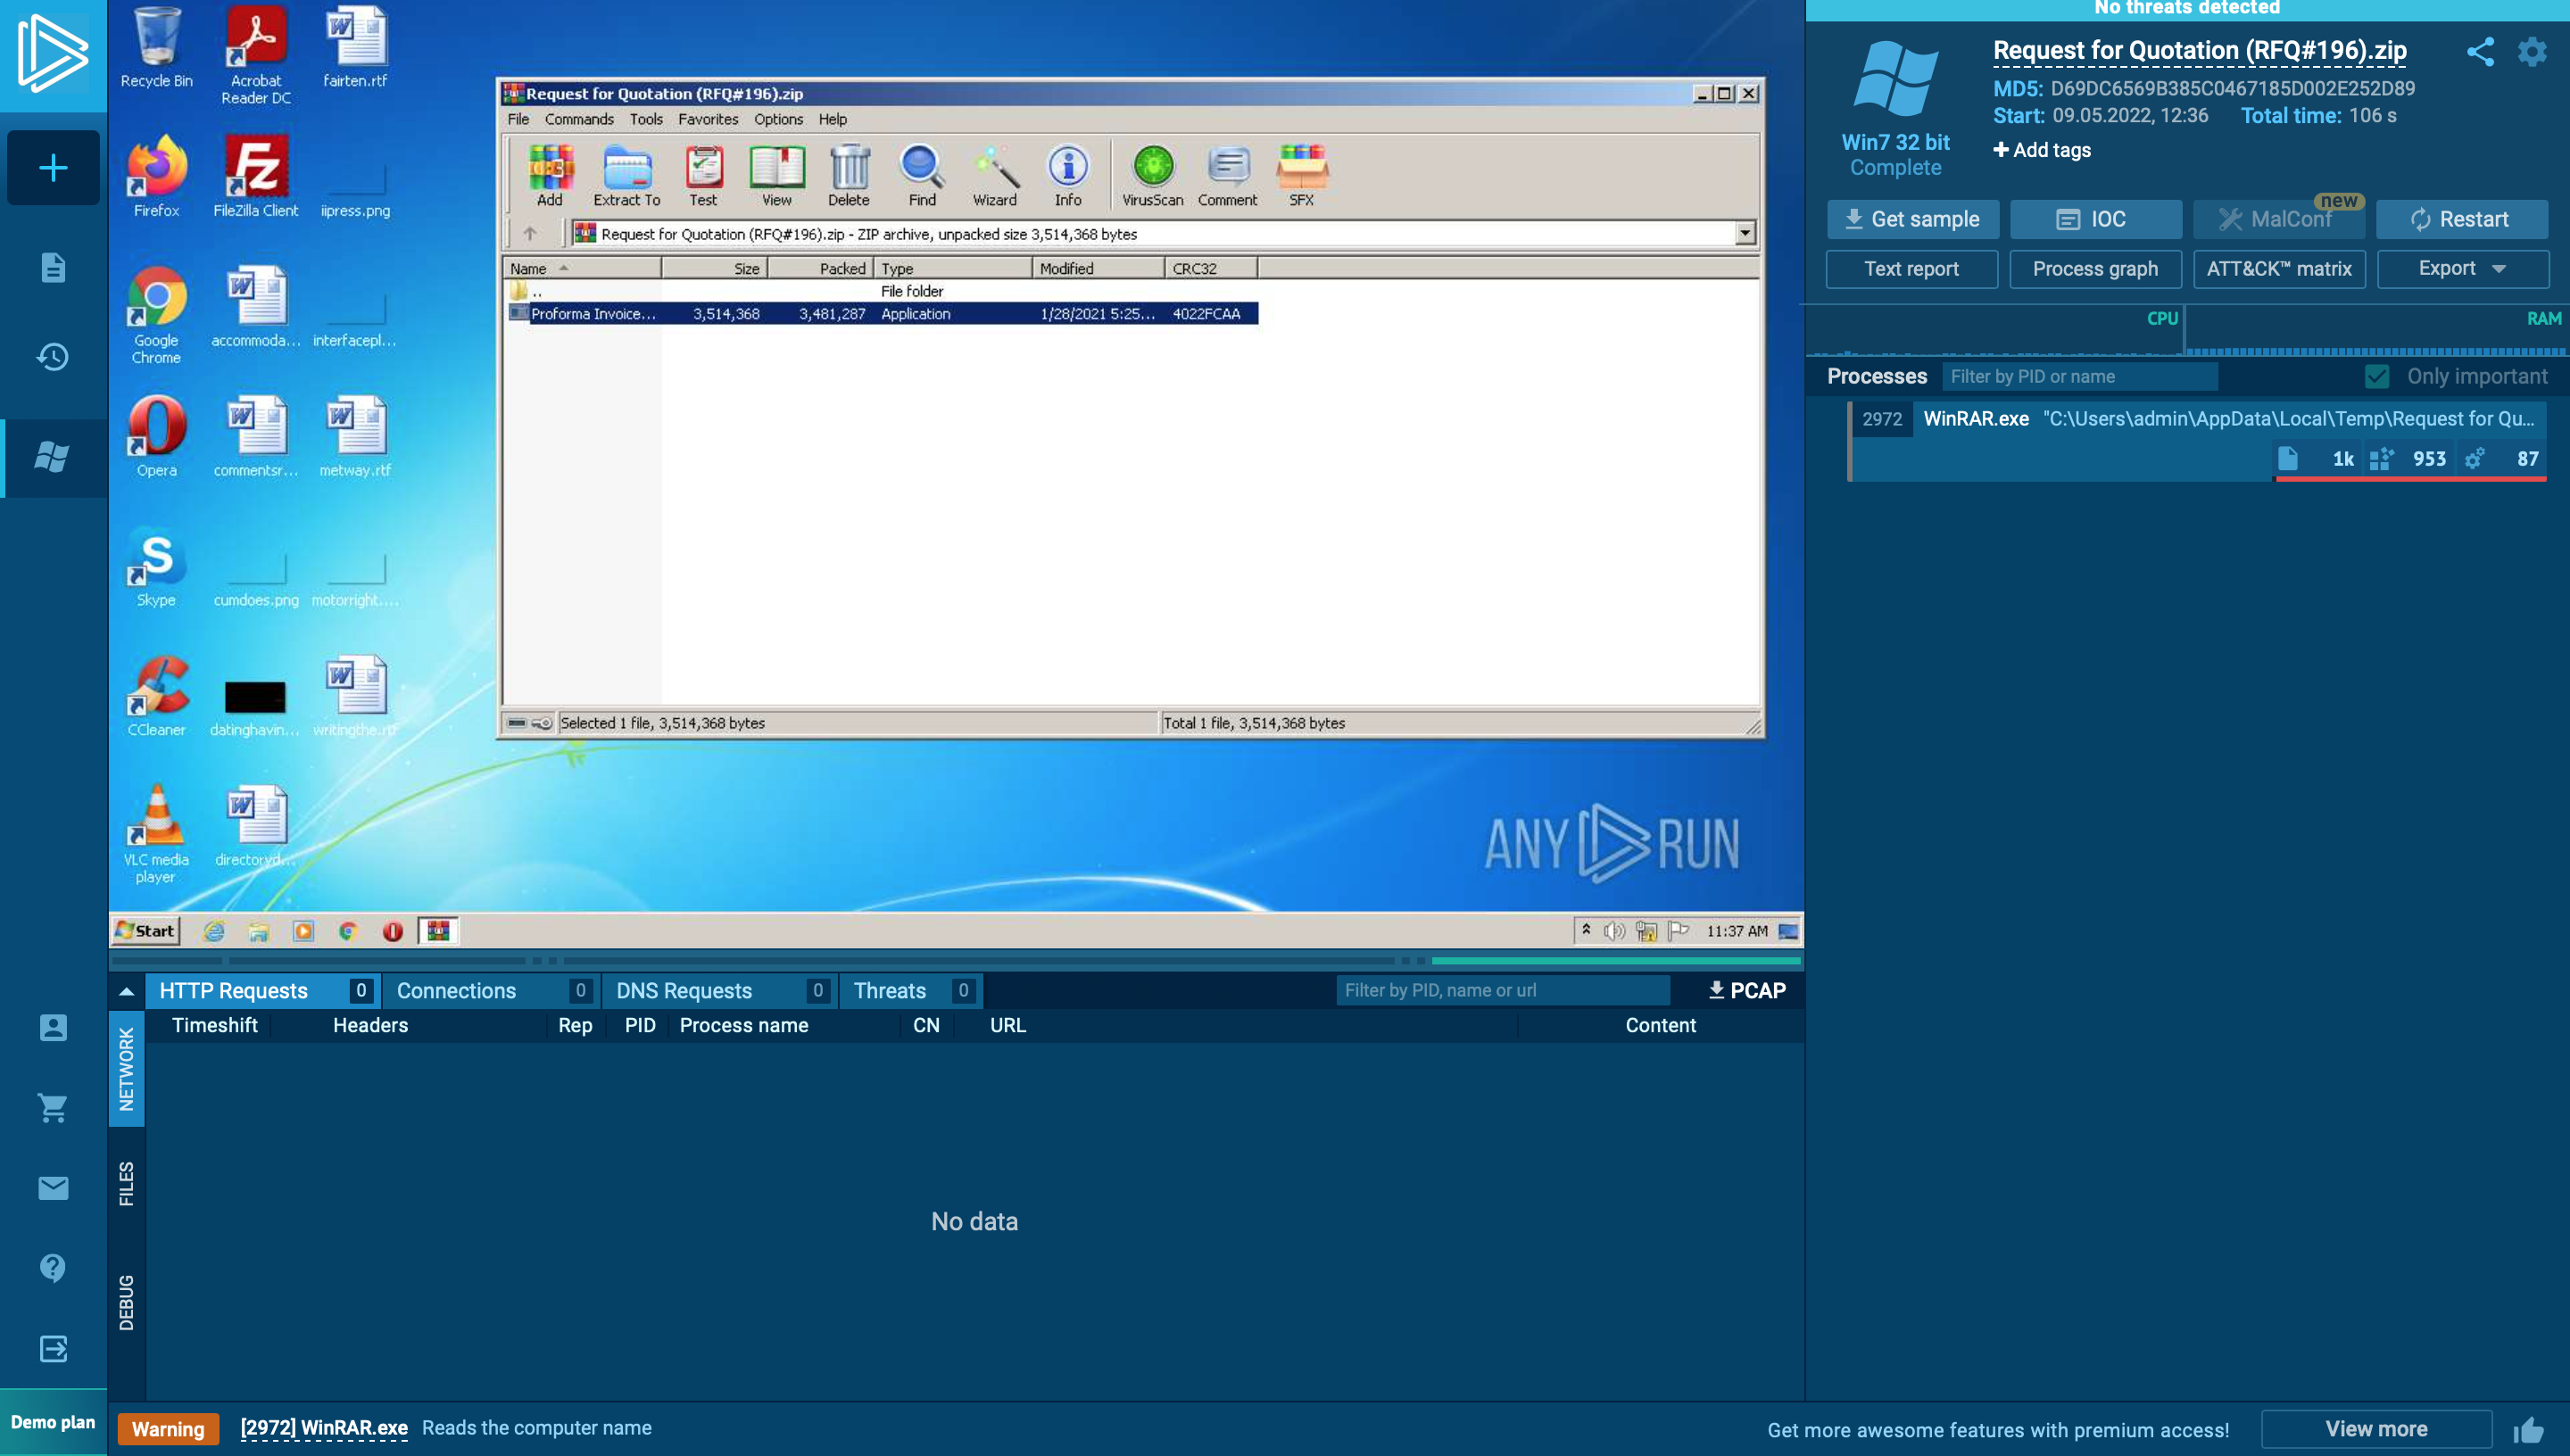 No threats detected
Request for Quotation (RFQ#196).zip
MD5: D69DC6569B385C0467185D002E252D89
Start: 09.05.2022, 12:36 Total time: 106 s
Win7 32 bit
Complete
+ Add tags
Get sample
IOC
MalConf
new
Restart
Text report
Process graph
ATT&CK™ matrix
Export
CPU
RAM
Processes
Filter by PID or name
Only important
2972 WinRAR.exe "C:\Users\admin\AppData\Local\Temp\Request for Qu...
1k 953 87
Recycle Bin
Acrobat
Reader DC
fairten.rtf
Firefox
FileZilla Client
iipress.png
Google
Chrome
accommoda...
interfacepl...
Opera
commentsr...
metway.rtf
Skype
cumdoes.png
motorright....
CCleaner
datinghavin...
writingthe.rtf
VLC media
player
directoryd...
Request for Quotation (RFQ#196).zip
File Commands Tools Favorites Options Help
Add Extract To Test View Delete Find Wizard Info VirusScan Comment SFX
Request for Quotation (RFQ#196).zip - ZIP archive, unpacked size 3,514,368 bytes
Name Size Packed Type Modified CRC32
.. File folder
Proforma Invoice... 3,514,368 3,481,287 Application 1/28/2021 5:25... 4022FCAA
Selected 1 file, 3,514,368 bytes
Total 1 file, 3,514,368 bytes
ANY RUN
Start
11:37 AM
HTTP Requests 0
Connections 0
DNS Requests 0
Threats 0
Filter by PID, name or url
PCAP
Timeshift Headers Rep PID Process name CN URL Content
NETWORK
FILES
DEBUG
No data
Demo plan
Warning
[2972] WinRAR.exe Reads the computer name
Get more awesome features with premium access!
View more